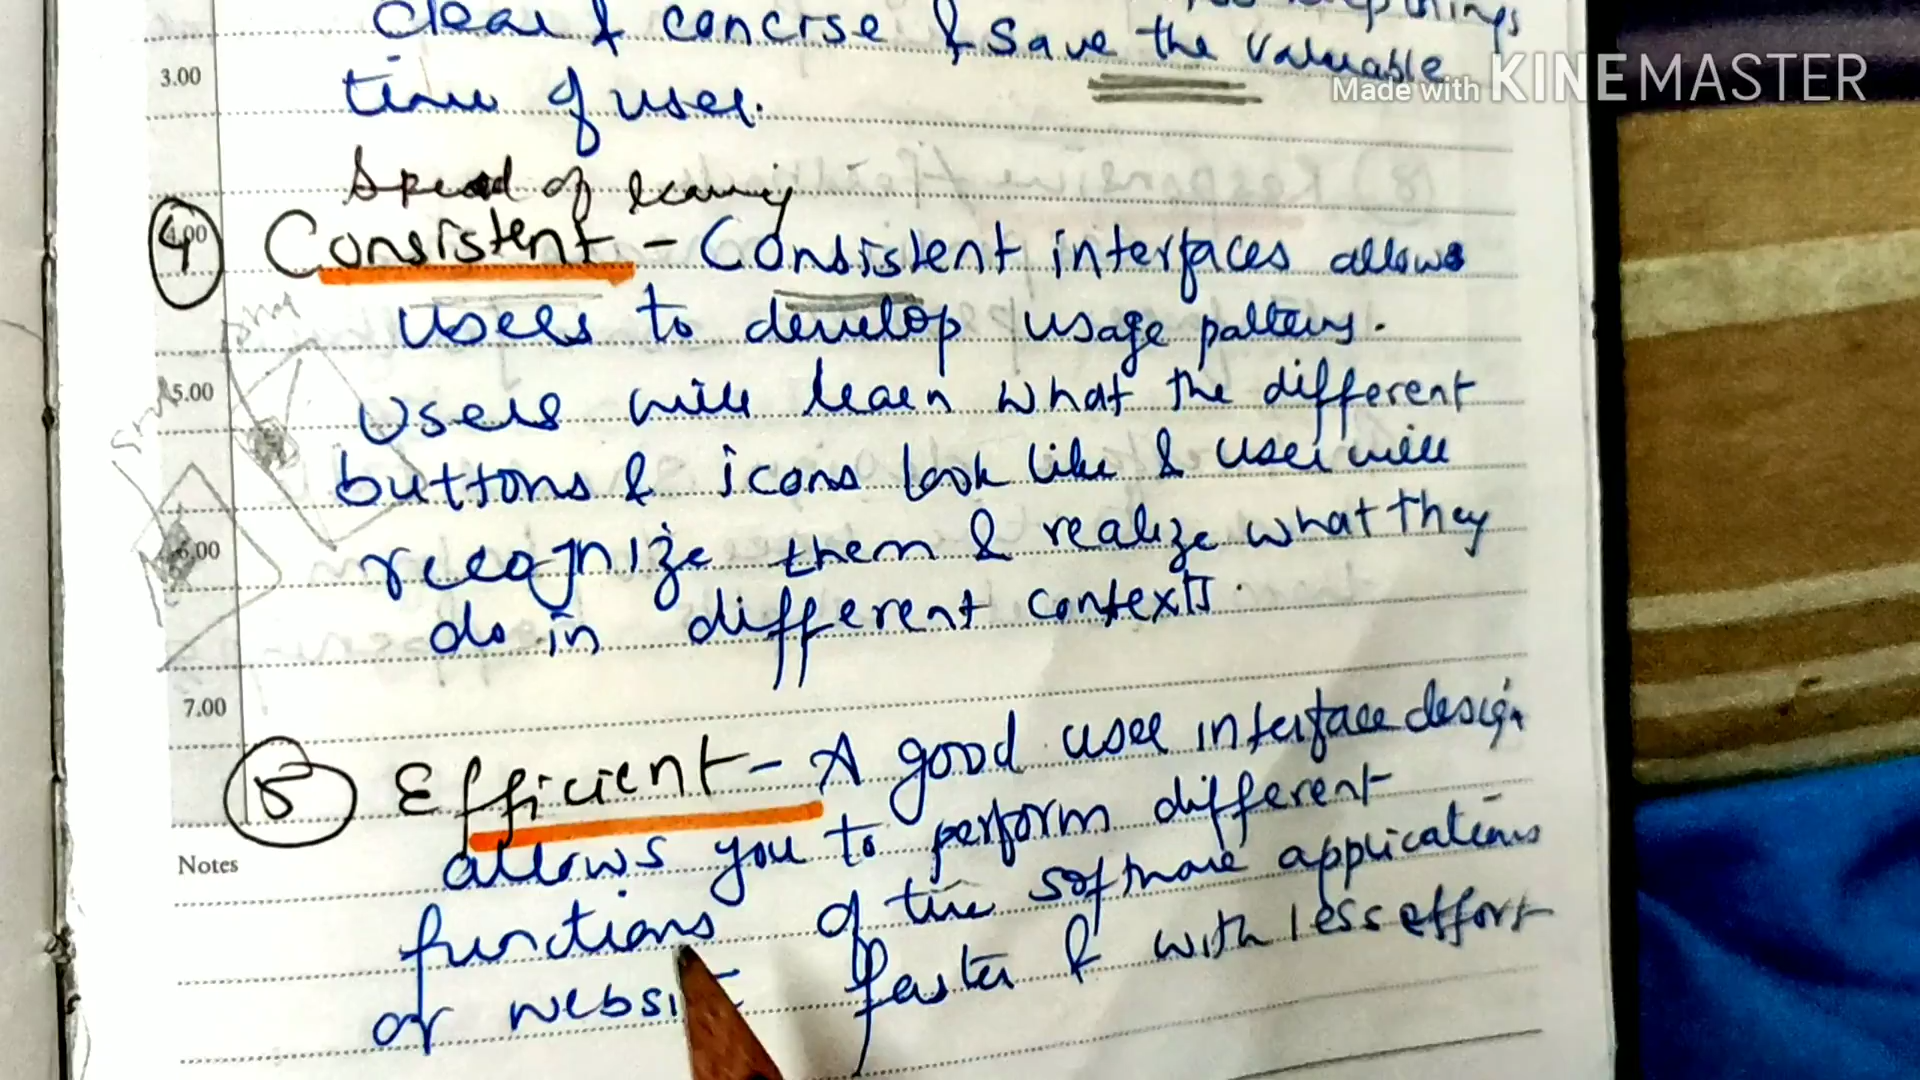 clear & concise & save the valuable
Made with KINEMASTER
3.00
time of user.
Speed of learning
4 4.00 Consistent - Consistent interfaces allows
users to develop usage patterns.
5.00
users will learn what the different
buttons & icons look like & user will
6.00
recognize them & realize what they
do in different contexts.
7.00
5 Efficient - A good user interface design
Notes
allows you to perform different
functions of the software applications
or website faster & with less effort